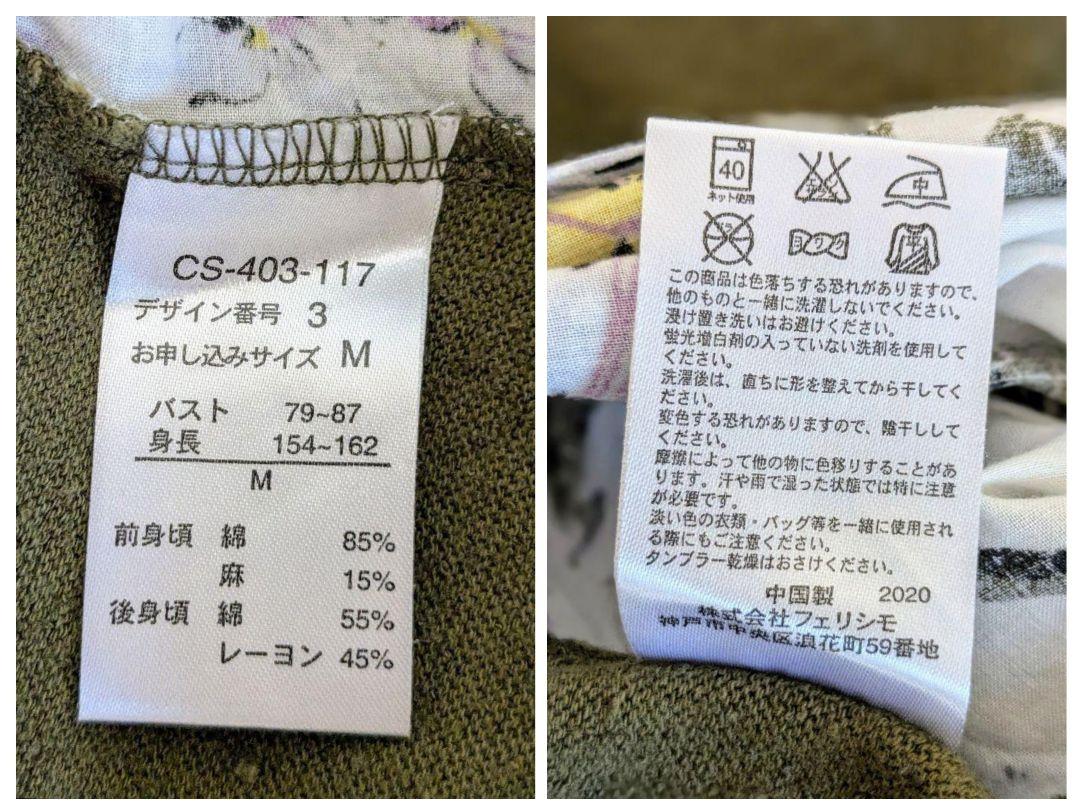 CS-403-117
デザイン番号 3
お申し込みサイズ M
バスト 79~87
身長 154~162
M
前身頃 綿 85%
麻 15%
後身頃 綿 55%
レーヨン 45%
40
ネット使用
中
ヨワク
平
この商品は色落ちする恐れがありますので、
他のものと一緒に洗濯しないでください。
浸け置き洗いはお避けください。
蛍光増白剤の入っていない洗剤を使用して
ください。
洗濯後は、直ちに形を整えてから干してく
ださい。
変色する恐れがありますので、陰干しして
ください。
摩擦によって他の物に色移りすることがあ
ります。汗や雨で湿った状態では特に注意
が必要です。
淡い色の衣類・バッグ等を一緒に使用され
る際にもご注意ください。
タンブラー乾燥はおさけください。
中国製 2020
株式会社フェリシモ
神戸市中央区浪花町59番地